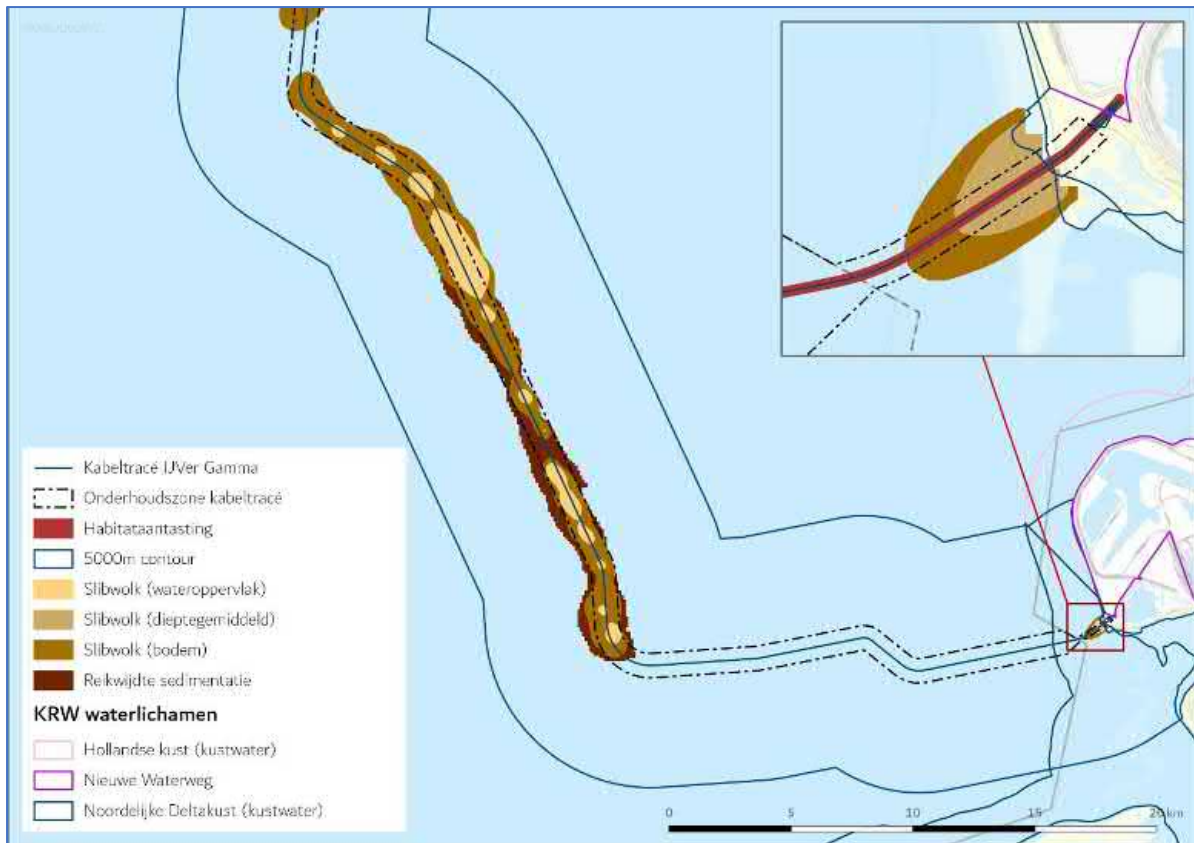 Kabeltracé IJVer Gamma
Onderhoudszone kabeltracé
Habitataantasting
5000m contour
Slibwolk (wateroppervlak)
Slibwolk (dieptegemiddeld)
Slibwolk (bodem)
Reikwijdte sedimentatie
KRW waterlichamen
Hollandse kust (kustwater)
Nieuwe Waterweg
Noordelijke Deltakust (kustwater)
0 5 10 15 20 km